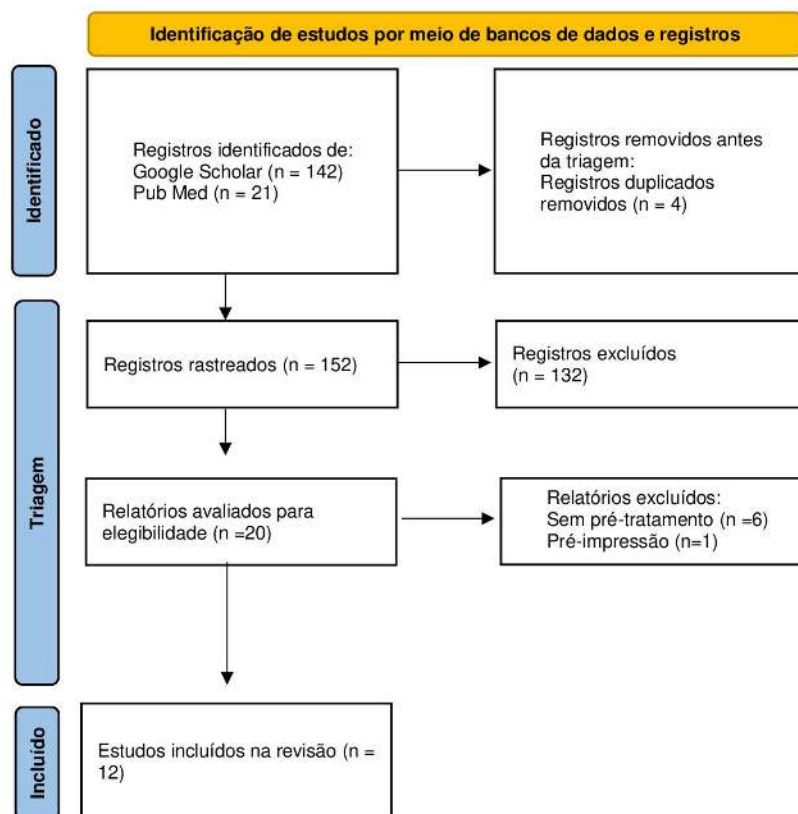 Identificação de estudos por meio de bancos de dados e registros
Identificado
Registros identificados de:
Google Scholar (n = 142)
Pub Med (n = 21)
Registros removidos antes
da triagem:
Registros duplicados
removidos (n = 4)
Triagem
Registros rastreados (n = 152)
Registros excluídos
(n = 132)
Relatórios avaliados para
elegibilidade (n =20)
Relatórios excluídos:
Sem pré-tratamento (n =6)
Pré-impressão (n=1)
Incluído
Estudos incluídos na revisão (n =
12)